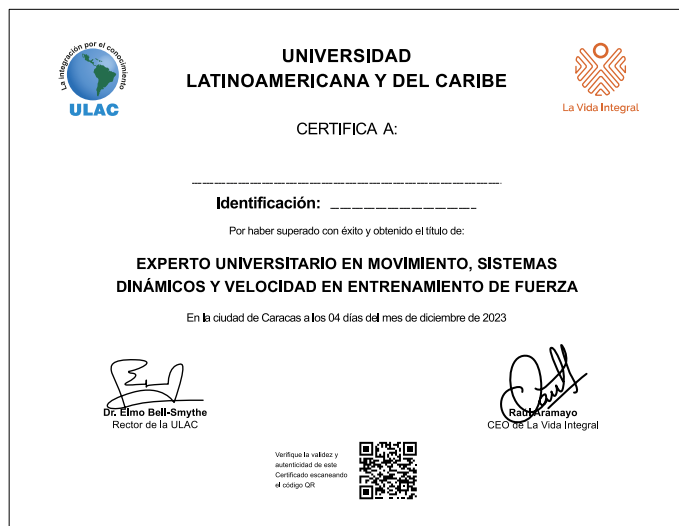 La integración por el conocimiento
ULAC
UNIVERSIDAD
LATINOAMERICANA Y DEL CARIBE
La Vida Integral
CERTIFICA A:
Identificación:
Por haber superado con éxito y obtenido el título de:
EXPERTO UNIVERSITARIO EN MOVIMIENTO, SISTEMAS
DINÁMICOS Y VELOCIDAD EN ENTRENAMIENTO DE FUERZA
En la ciudad de Caracas a los 04 días del mes de diciembre de 2023
Dr. Elmo Bell-Smythe
Rector de la ULAC
Raúl Aramayo
CEO de La Vida Integral
Verifique la validez y
autenticidad de este
Certificado escaneando
el código QR